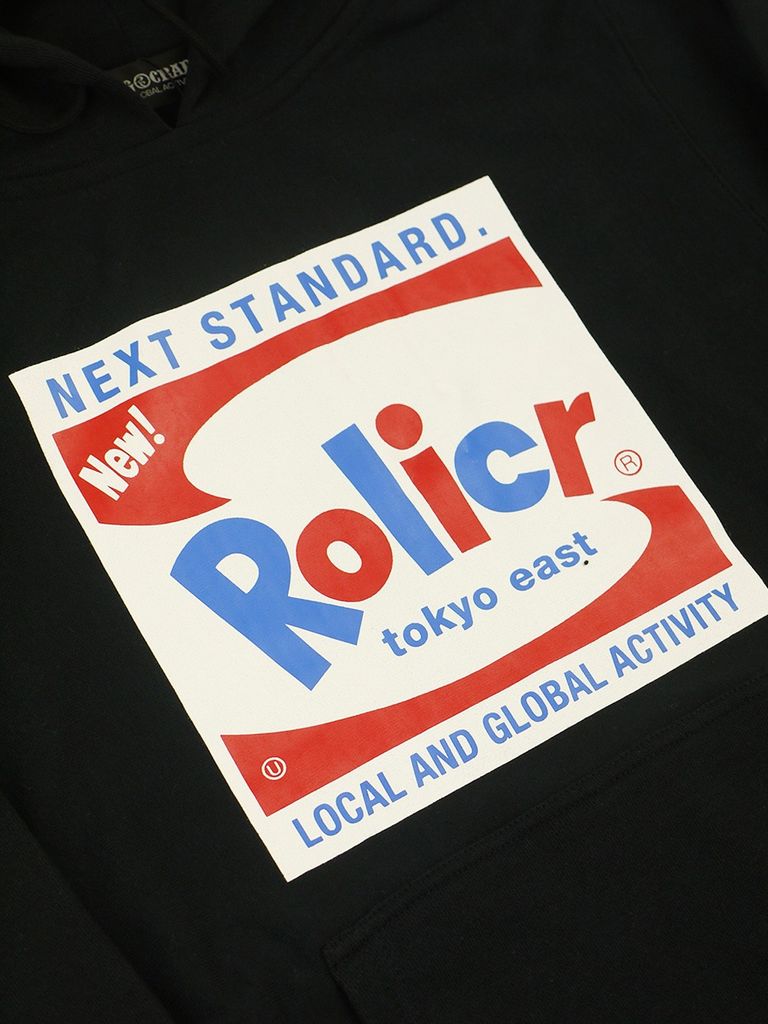 NEXT STANDARD.
New!
Rolicr ®
tokyo east
U
LOCAL AND GLOBAL ACTIVITY